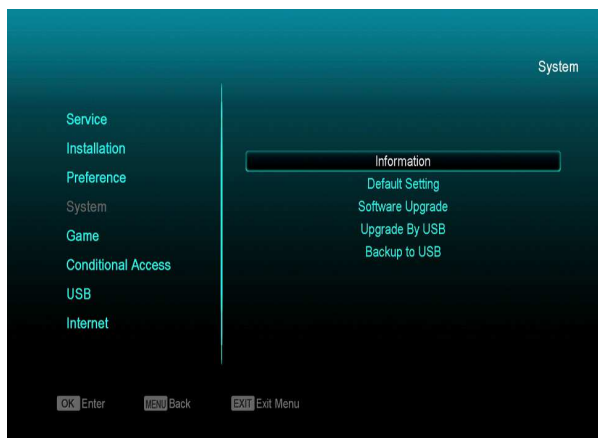 System
Service
Installation
Preference
System
Game
Conditional Access
USB
Internet
Information
Default Setting
Software Upgrade
Upgrade By USB
Backup to USB
OK Enter MENU Back EXIT Exit Menu